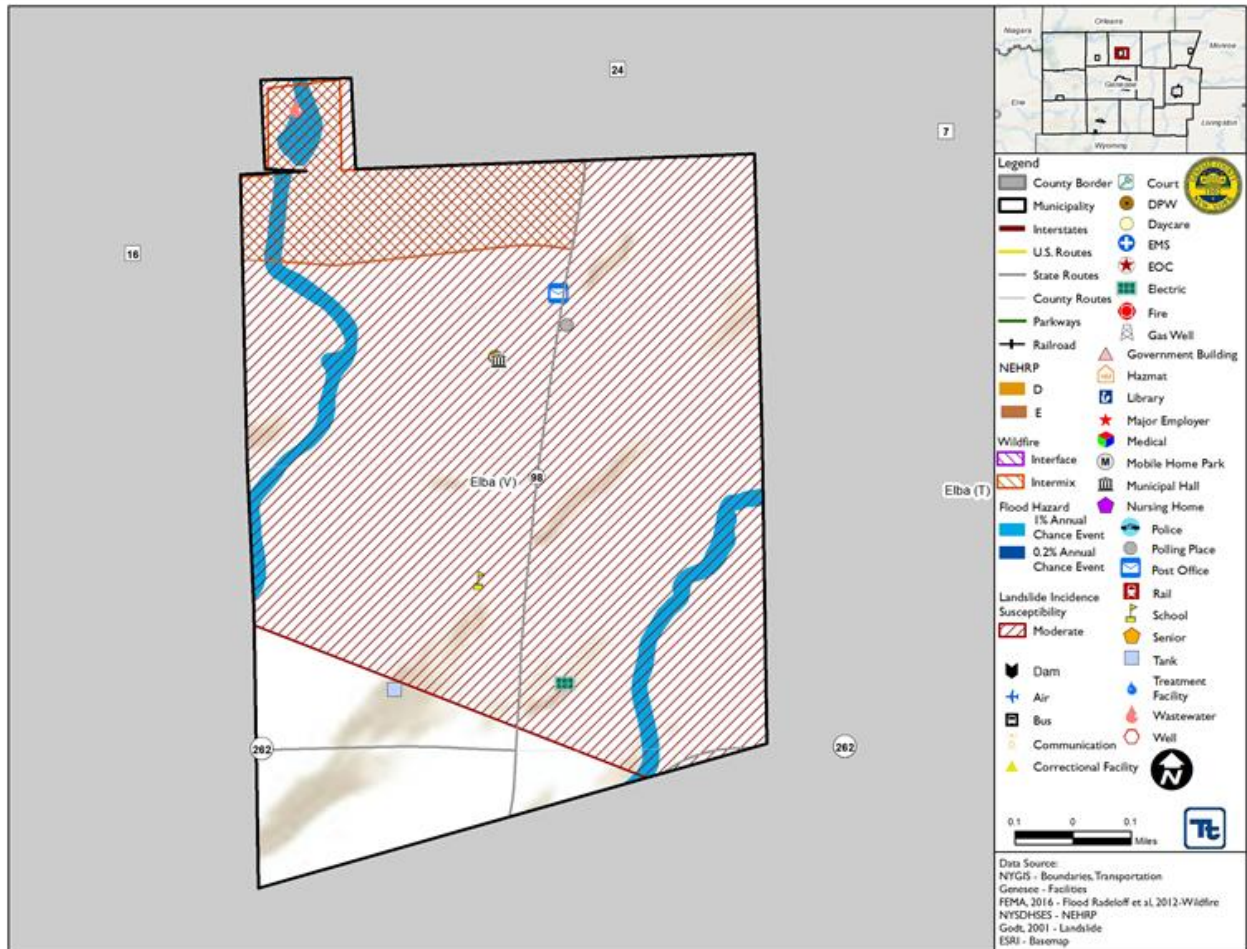 24
7
16
Elba (V)
98
Elba (T)
262
262
Orleans
Niagara
Monroe
Genesee
Erie
Livingston
Wyoming
Legend
County Border
Municipality
Interstates
U.S. Routes
State Routes
County Routes
Parkways
Railroad
NEHRP
D
E
Wildfire
Interface
Intermix
Flood Hazard
1% Annual
Chance Event
0.2% Annual
Chance Event
Landslide Incidence
Susceptibility
Moderate
Dam
Air
Bus
Communication
Correctional Facility
Court
DPW
Daycare
EMS
EOC
Electric
Fire
Gas Well
Government Building
Hazmat
Library
Major Employer
Medical
M
Mobile Home Park
Municipal Hall
Nursing Home
Police
Polling Place
Post Office
Rail
School
Senior
Tank
Treatment
Facility
Wastewater
Well
N
0.1 0 0.1
Miles
Tt
Data Source:
NYGIS - Boundaries, Transportation
Genesee - Facilities
FEMA, 2016 - Flood Radeloff et al, 2012-Wildfire
NYSDHSES - NEHRP
Godt, 2001 - Landslide
ESRI - Basemap